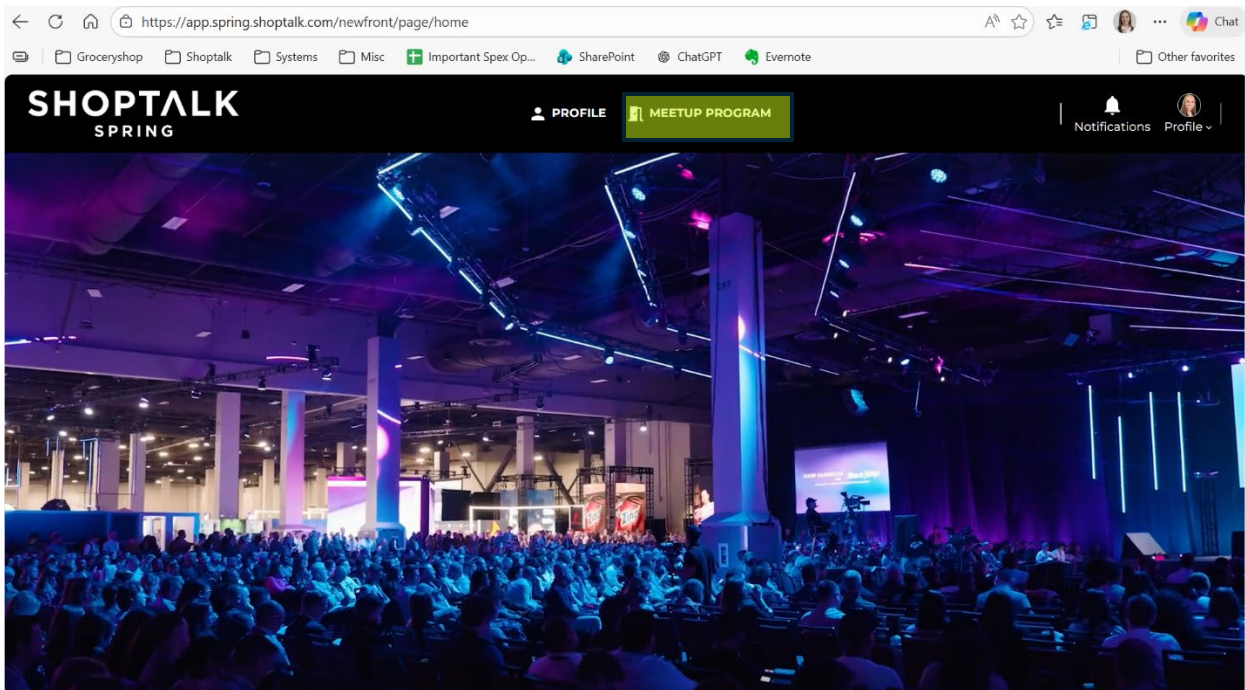 https://app.spring.shoptalk.com/newfront/page/home
Chat
Groceryshop Shoptalk Systems Misc Important Spex Op... SharePoint ChatGPT Evernote Other favorites
SHOPTALK
SPRING
PROFILE MEETUP PROGRAM
Notifications Profile